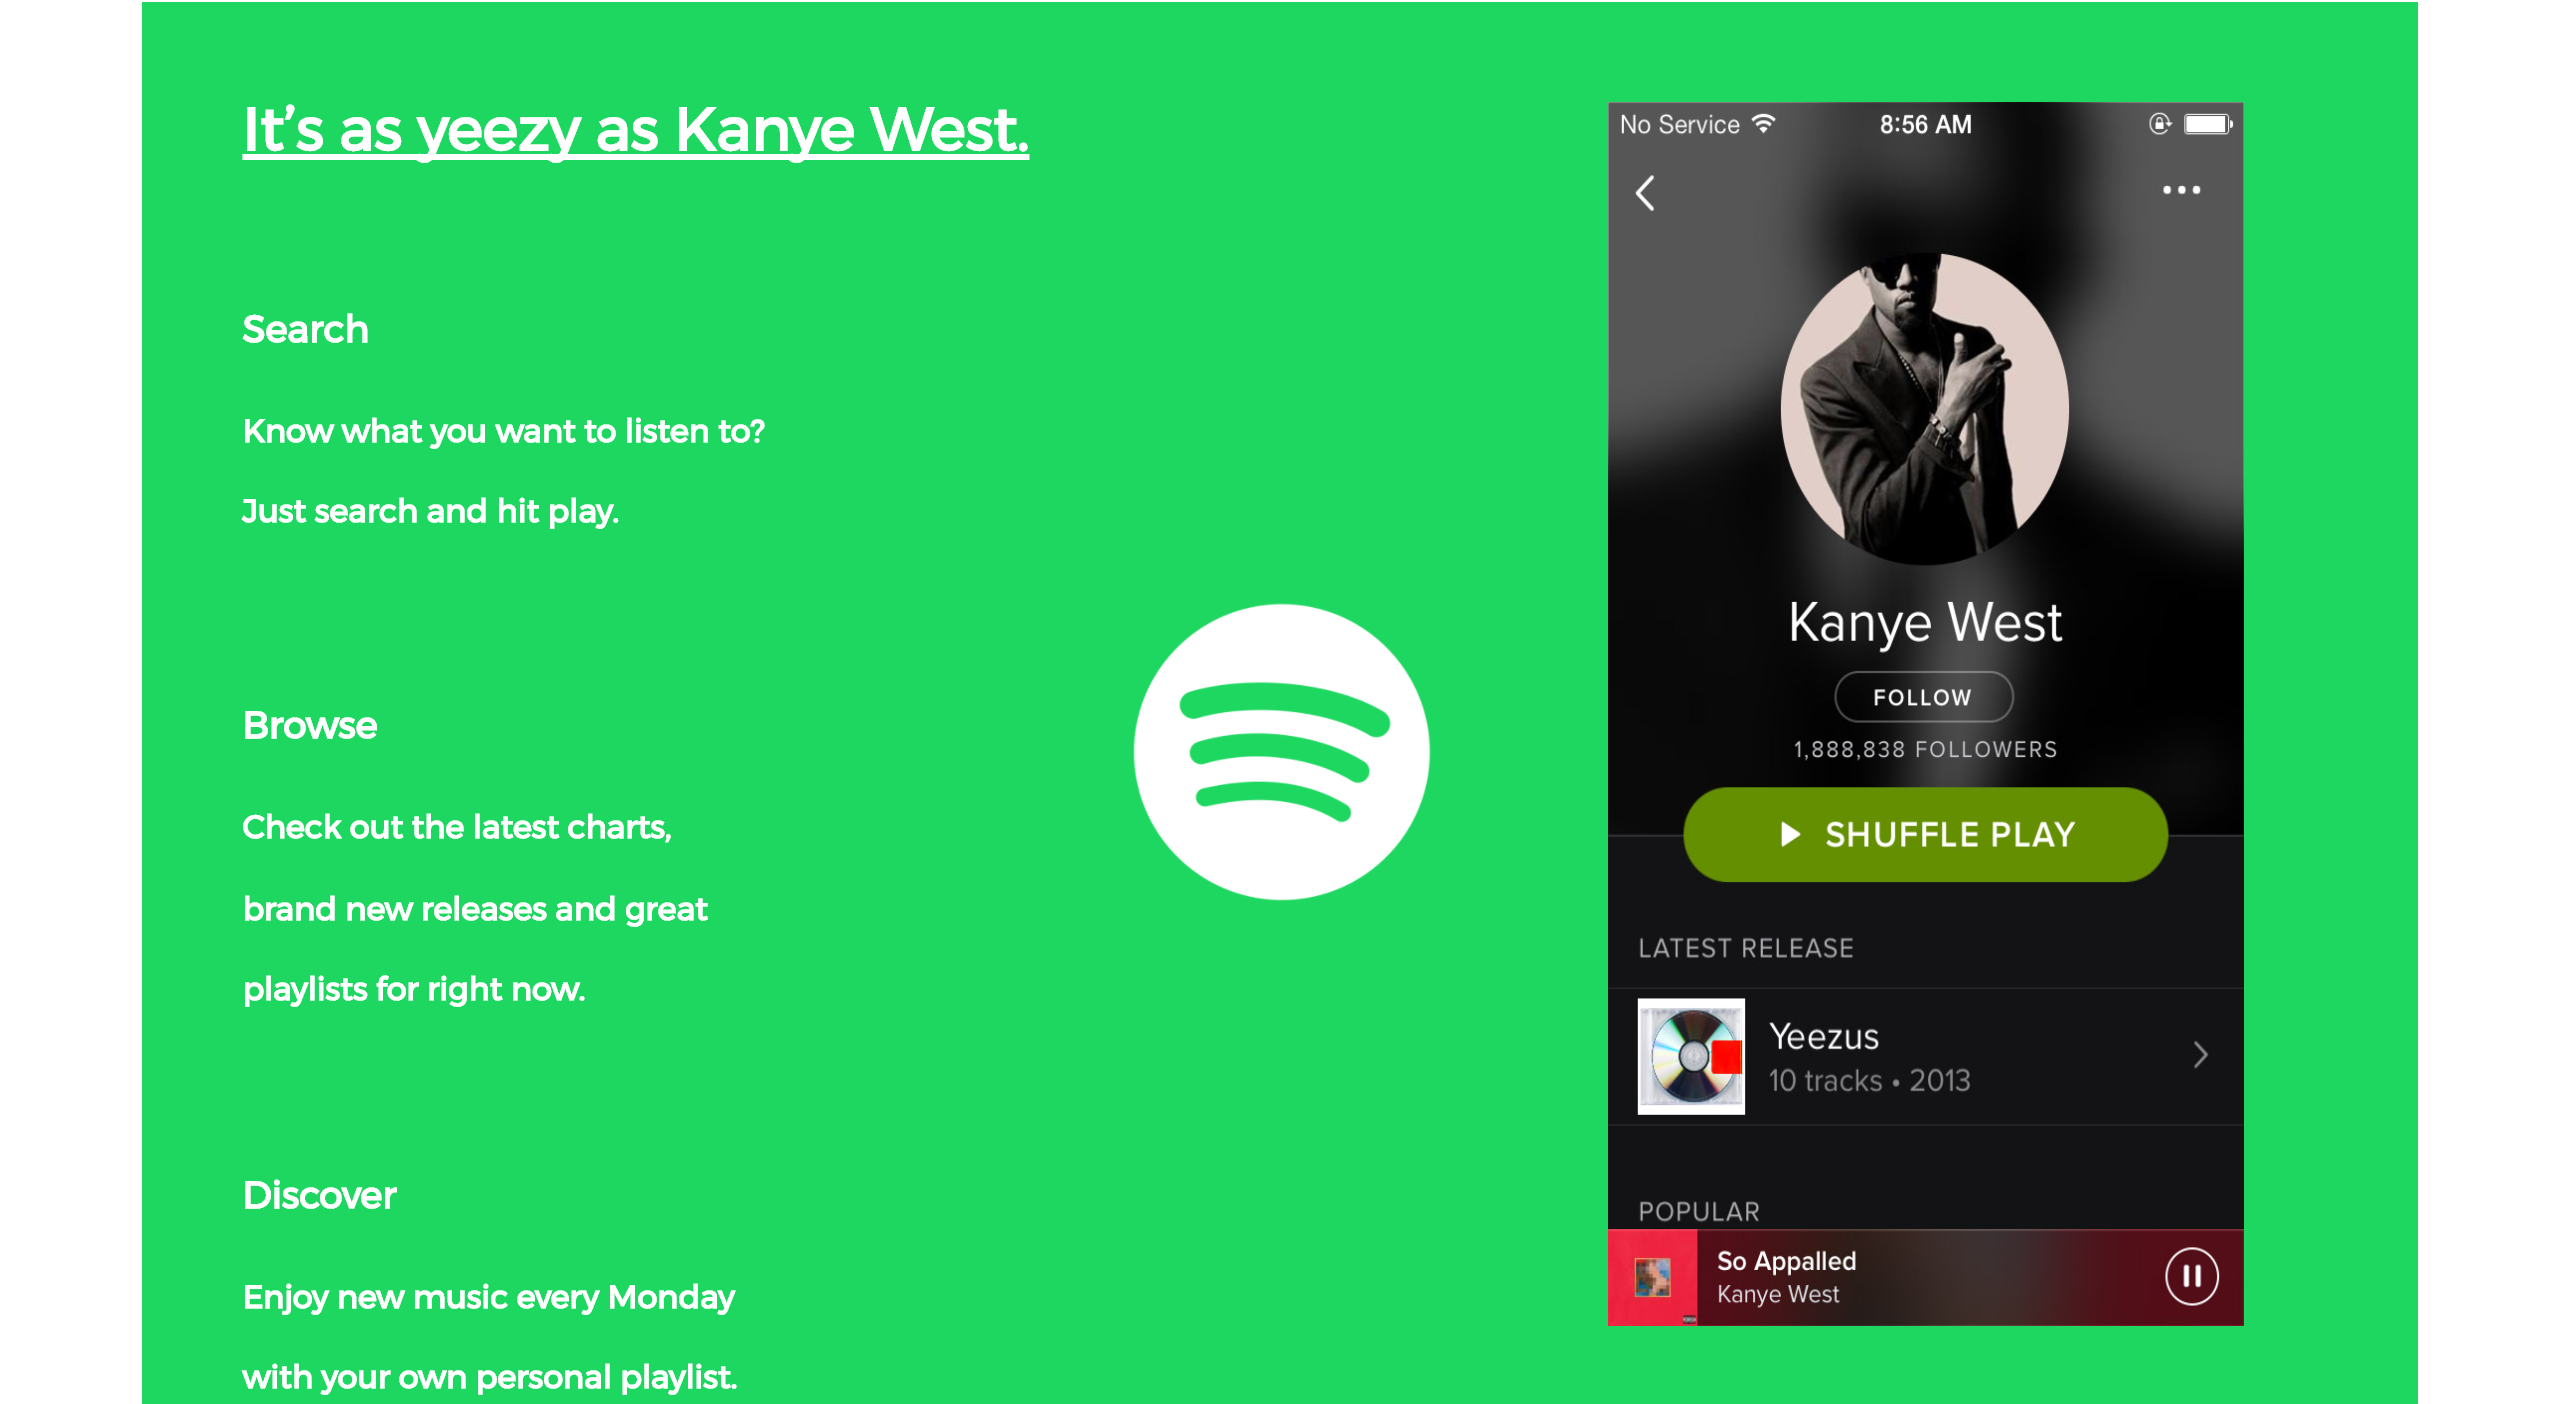 It’s as yeezy as Kanye West.
Search
Know what you want to listen to?
Just search and hit play.
Browse
Check out the latest charts,
brand new releases and great
playlists for right now.
Discover
Enjoy new music every Monday
with your own personal playlist.
No Service
8:56 AM
Kanye West
FOLLOW
1,888,838 FOLLOWERS
SHUFFLE PLAY
LATEST RELEASE
Yeezus
10 tracks • 2013
POPULAR
So Appalled
Kanye West